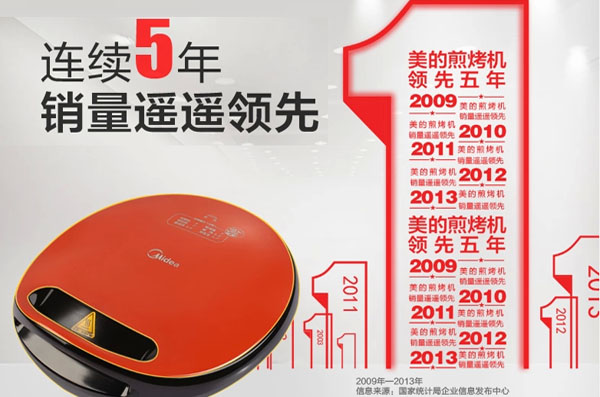 连续5年
销量遥遥领先
Midea
美的煎烤机
领先五年
2009 美的煎烤机
销量遥遥领先
美的煎烤机
销量遥遥领先 2010
2011 美的煎烤机
销量遥遥领先
美的煎烤机
销量遥遥领先 2012
2013 美的煎烤机
销量遥遥领先
美的煎烤机
领先五年
2009 美的煎烤机
销量遥遥领先
美的煎烤机
销量遥遥领先 2010
2011 美的煎烤机
销量遥遥领先
美的煎烤机
销量遥遥领先 2012
2013 美的煎烤机
销量遥遥领先
2011
2003
2012
2013
2009年—2013年
信息来源：国家统计局企业信息发布中心